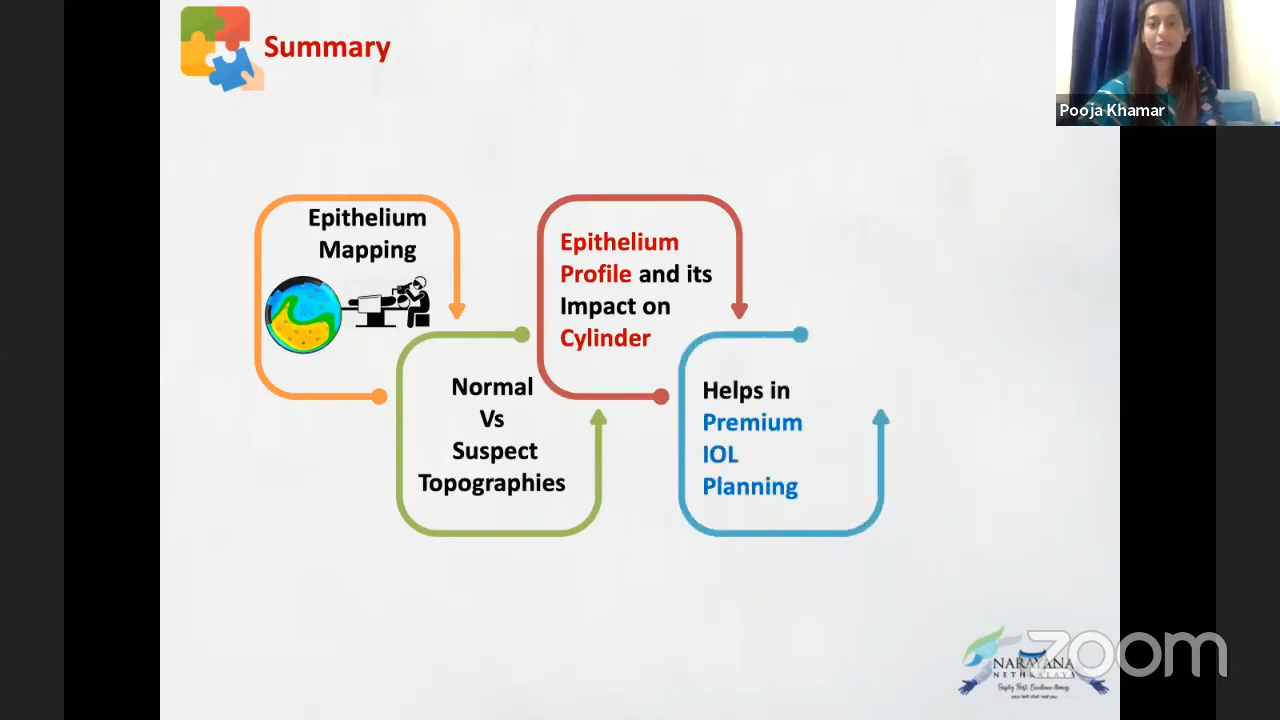 Summary
Pooja Khamar
Epithelium
Mapping
Normal
Vs
Suspect
Topographies
Epithelium
Profile and its
Impact on
Cylinder
Helps in
Premium
IOL
Planning
zoom
NARAYANA
NETHRALAYA